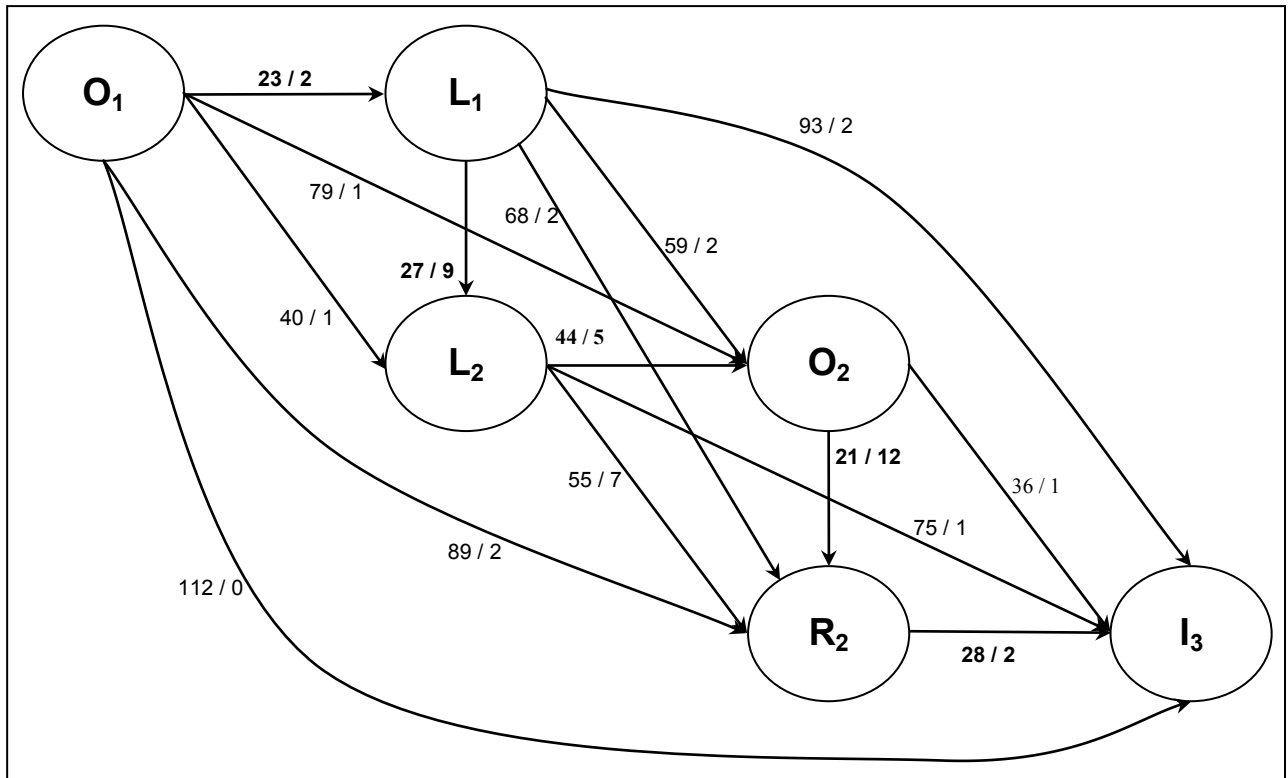 O₁
23 / 2
L₁
93 / 2
79 / 1
68 / 2
59 / 2
27 / 9
40 / 1
L₂
44 / 5
O₂
21 / 12
55 / 7
36 / 1
75 / 1
89 / 2
112 / 0
R₂
28 / 2
I₃